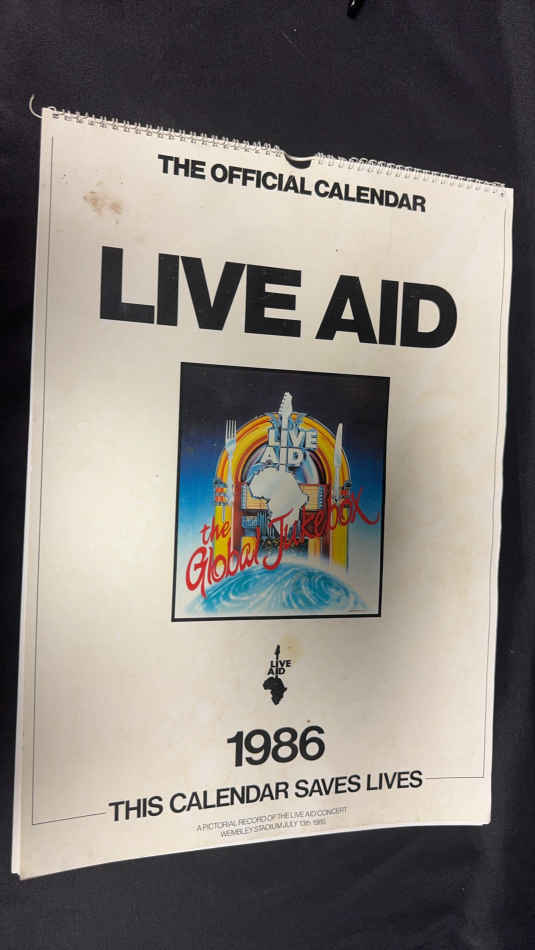 THE OFFICIAL CALENDAR
LIVE AID
LIVE
AID
the
Global Jukebox
LIVE
AID
1986
THIS CALENDAR SAVES LIVES
A PICTORIAL RECORD OF THE LIVE AID CONCERT
WEMBLEY STADIUM JULY 13th 1985